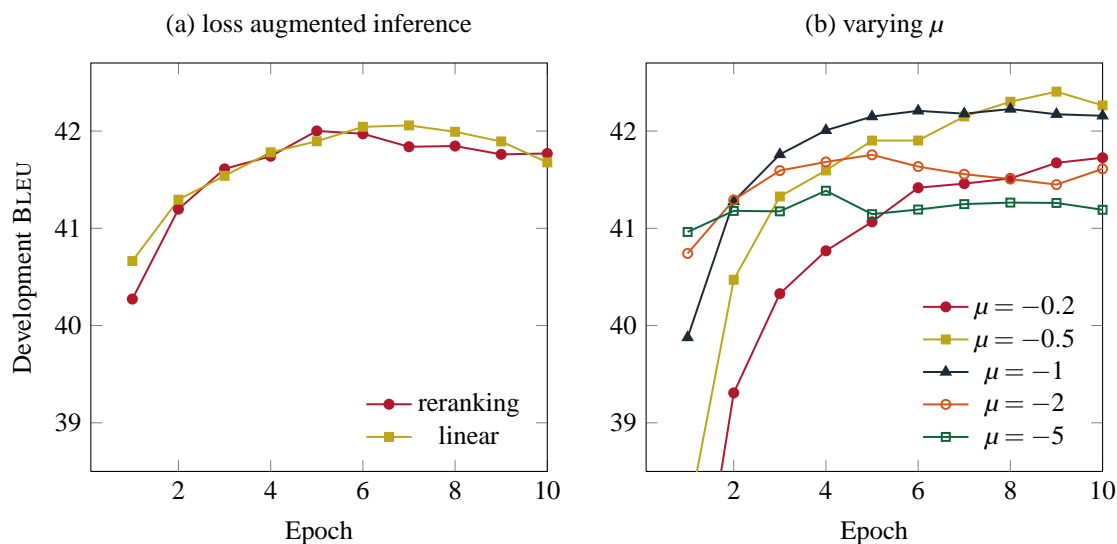 (a) loss augmented inference
Development BLEU
42
41
40
39
2 4 6 8 10
Epoch
reranking
linear
(b) varying μ
42
41
40
39
2 4 6 8 10
Epoch
μ = −0.2
μ = −0.5
μ = −1
μ = −2
μ = −5